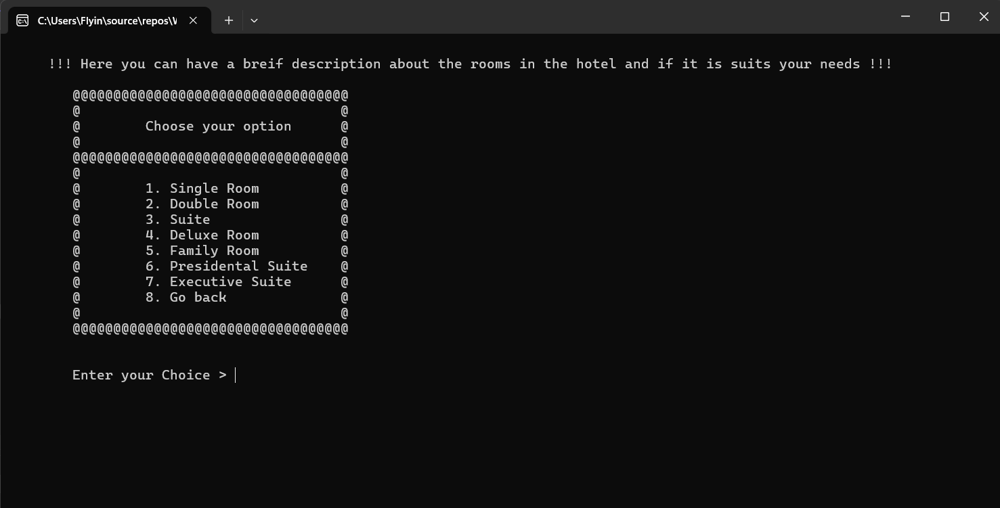 C:\Users\Flyin\source\repos\V
!!! Here you can have a breif description about the rooms in the hotel and if it is suits your needs !!!
@@@@@@@@@@@@@@@@@@@@@@@@@@@@@@@@@@
@                                @
@        Choose your option      @
@                                @
@@@@@@@@@@@@@@@@@@@@@@@@@@@@@@@@@@
@                                @
@        1. Single Room          @
@        2. Double Room          @
@        3. Suite                @
@        4. Deluxe Room          @
@        5. Family Room          @
@        6. Presidental Suite    @
@        7. Executive Suite      @
@        8. Go back              @
@                                @
@@@@@@@@@@@@@@@@@@@@@@@@@@@@@@@@@@
Enter your Choice >